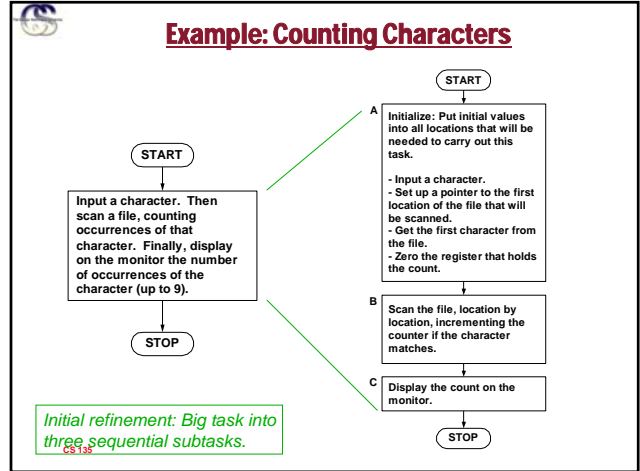 Example: Counting Characters
START
Input a character. Then
scan a file, counting
occurrences of that
character. Finally, display
on the monitor the number
of occurrences of the
character (up to 9).
STOP
START
A
Initialize: Put initial values
into all locations that will be
needed to carry out this
task.
- Input a character.
- Set up a pointer to the first
location of the file that will
be scanned.
- Get the first character from
the file.
- Zero the register that holds
the count.
B
Scan the file, location by
location, incrementing the
counter if the character
matches.
C
Display the count on the
monitor.
STOP
Initial refinement: Big task into
three sequential subtasks.
CS 135